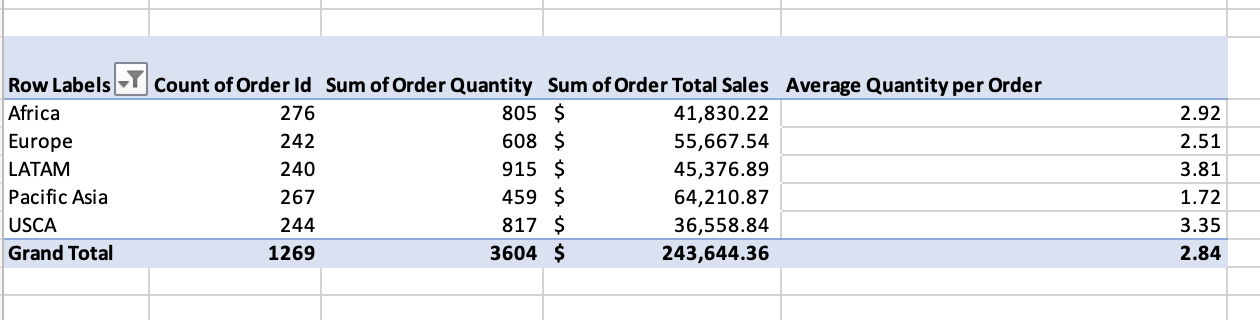 Row Labels Count of Order Id Sum of Order Quantity Sum of Order Total Sales Average Quantity per Order
Africa 276 805 $ 41,830.22 2.92
Europe 242 608 $ 55,667.54 2.51
LATAM 240 915 $ 45,376.89 3.81
Pacific Asia 267 459 $ 64,210.87 1.72
USCA 244 817 $ 36,558.84 3.35
Grand Total 1269 3604 $ 243,644.36 2.84